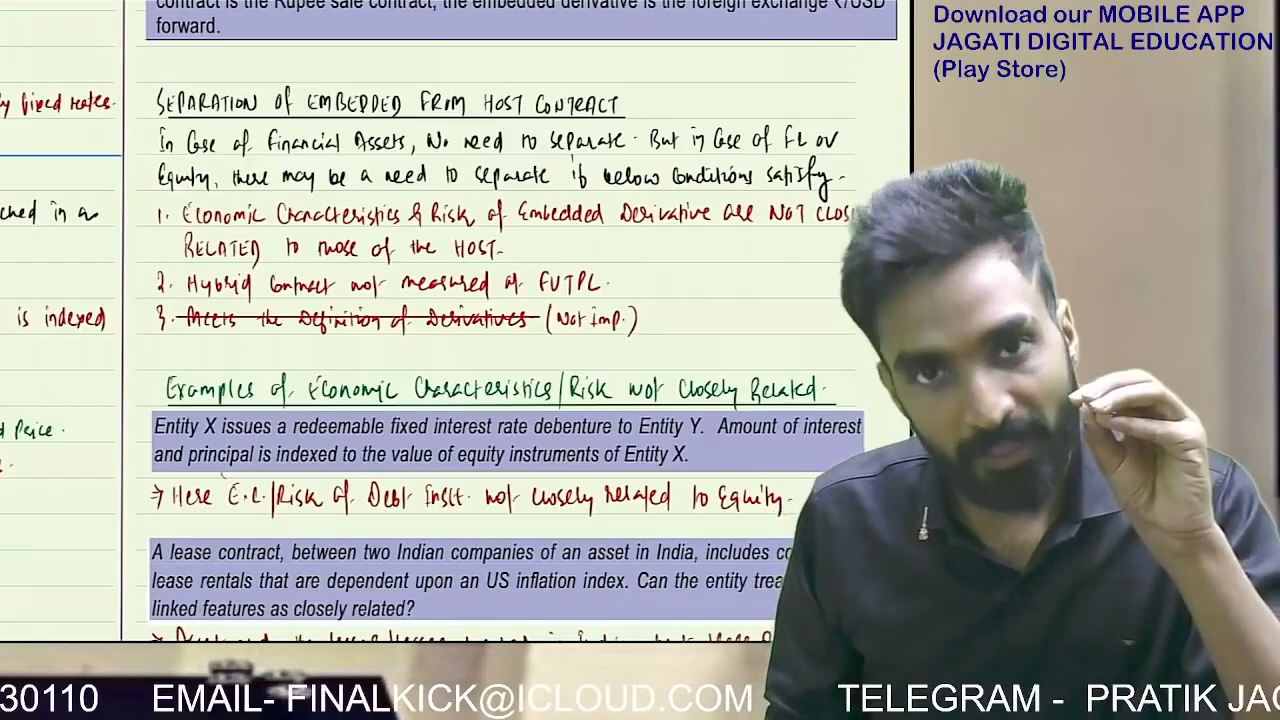 contract is the Rupee sale contract, the embedded derivative is the foreign exchange ₹/USD
forward.
Download our MOBILE APP
JAGATI DIGITAL EDUCATION
(Play Store)
y fixed rates.
ched in a
is indexed
d Price.
SEPARATION OF EMBEDDED FROM HOST CONTRACT
In Case of Financial Assets, No need to separate. But in Case of FL or
Equity, there may be a need to separate if below Conditions satisfy.
1. Economic Characteristics & Risk of Embedded Derivative are NOT CLOS
RELATED to those of the HOST.
2. Hybrid Contract not measured at FVTPL.
3. Meets the Definition of Derivatives (Not Imp.)
Examples of Economic Characteristics/Risk not Closely Related.
Entity X issues a redeemable fixed interest rate debenture to Entity Y. Amount of interest
and principal is indexed to the value of equity instruments of Entity X.
→ Here E.C./Risk of Debt Instt. not closely related to Equity.
A lease contract, between two Indian companies of an asset in India, includes co
lease rentals that are dependent upon an US inflation index. Can the entity trea
linked features as closely related?
30110 EMAIL- FINALKICK@ICLOUD.COM TELEGRAM - PRATIK JAG